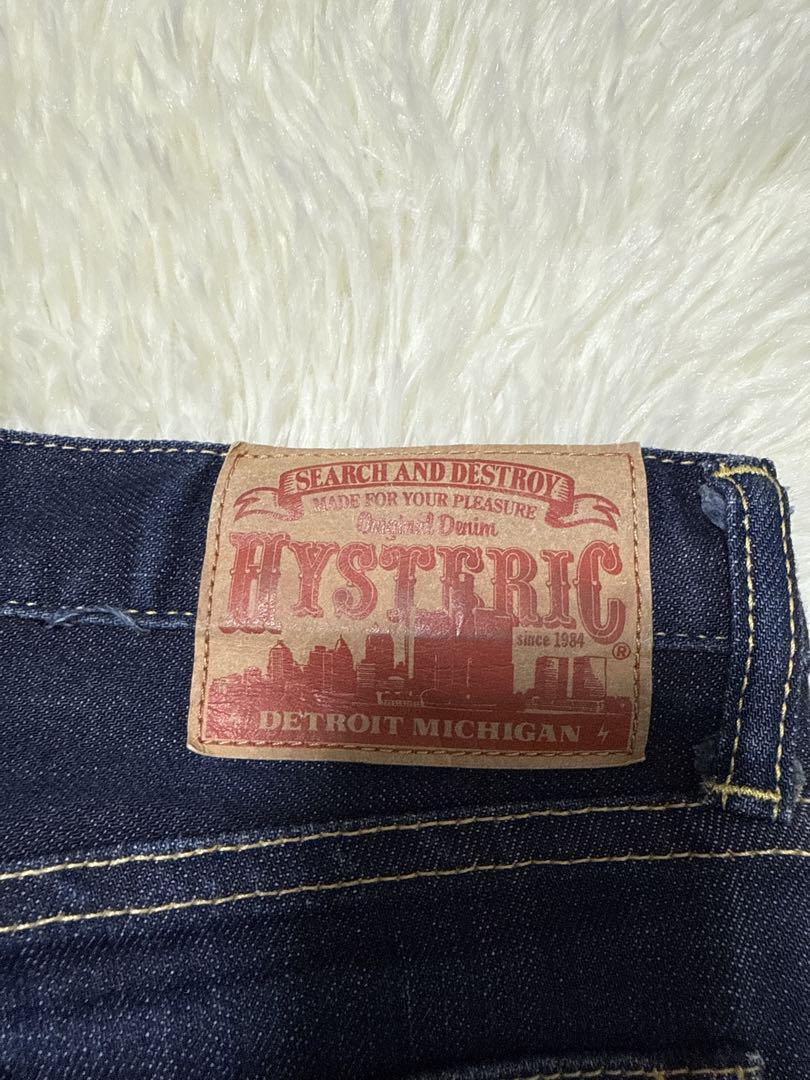 SEARCH AND DESTROY
MADE FOR YOUR PLEASURE
Original Denim
HYSTERIC
since 1984
®
DETROIT MICHIGAN